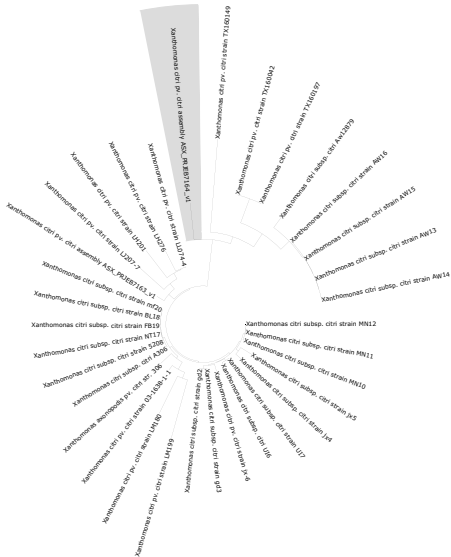 Xanthomonas citri pv. citri strain TX160149
Xanthomonas citri pv. citri strain TX160042
Xanthomonas citri pv. citri strain TX160197
Xanthomonas citri subsp. citri Aw12879
Xanthomonas citri subsp. citri strain AW16
Xanthomonas citri subsp. citri strain AW15
Xanthomonas citri subsp. citri strain AW13
Xanthomonas citri subsp. citri strain AW14
Xanthomonas citri subsp. citri strain MN12
Xanthomonas citri subsp. citri strain MN11
Xanthomonas citri subsp. citri strain MN10
Xanthomonas citri subsp. citri strain jx5
Xanthomonas citri subsp. citri strain jx4
Xanthomonas citri subsp. citri strain UI7
Xanthomonas citri subsp. citri UI6
Xanthomonas citri pv. citri strain jx-6
Xanthomonas citri subsp. citri strain gd3
Xanthomonas citri subsp. citri strain gd2
Xanthomonas citri pv. citri strain LM199
Xanthomonas citri pv. citri strain LM180
Xanthomonas citri pv. citri strain 03-1638-1-1
Xanthomonas axonopodis pv. citr str. 306
Xanthomonas citri subsp. citri A306
Xanthomonas citri subsp. citri strain 5208
Xanthomonas citri subsp. citri strain NT17
Xanthomonas citri subsp. citri strain FB19
Xanthomonas citri subsp. citri strain BL18
Xanthomonas citri subsp. citri strain mf20
Xanthomonas citri pv. citri assembly ASX_PRJEB7163_v1
Xanthomonas citri pv. citri strain LJ207-7
Xanthomonas citri pv. citri strain LH201
Xanthomonas citri pv. citri strain LH276
Xanthomonas citri pv. citri strain LL074-4
Xanthomonas citri pv. citri assembly ASX_PRJEB7164_v1